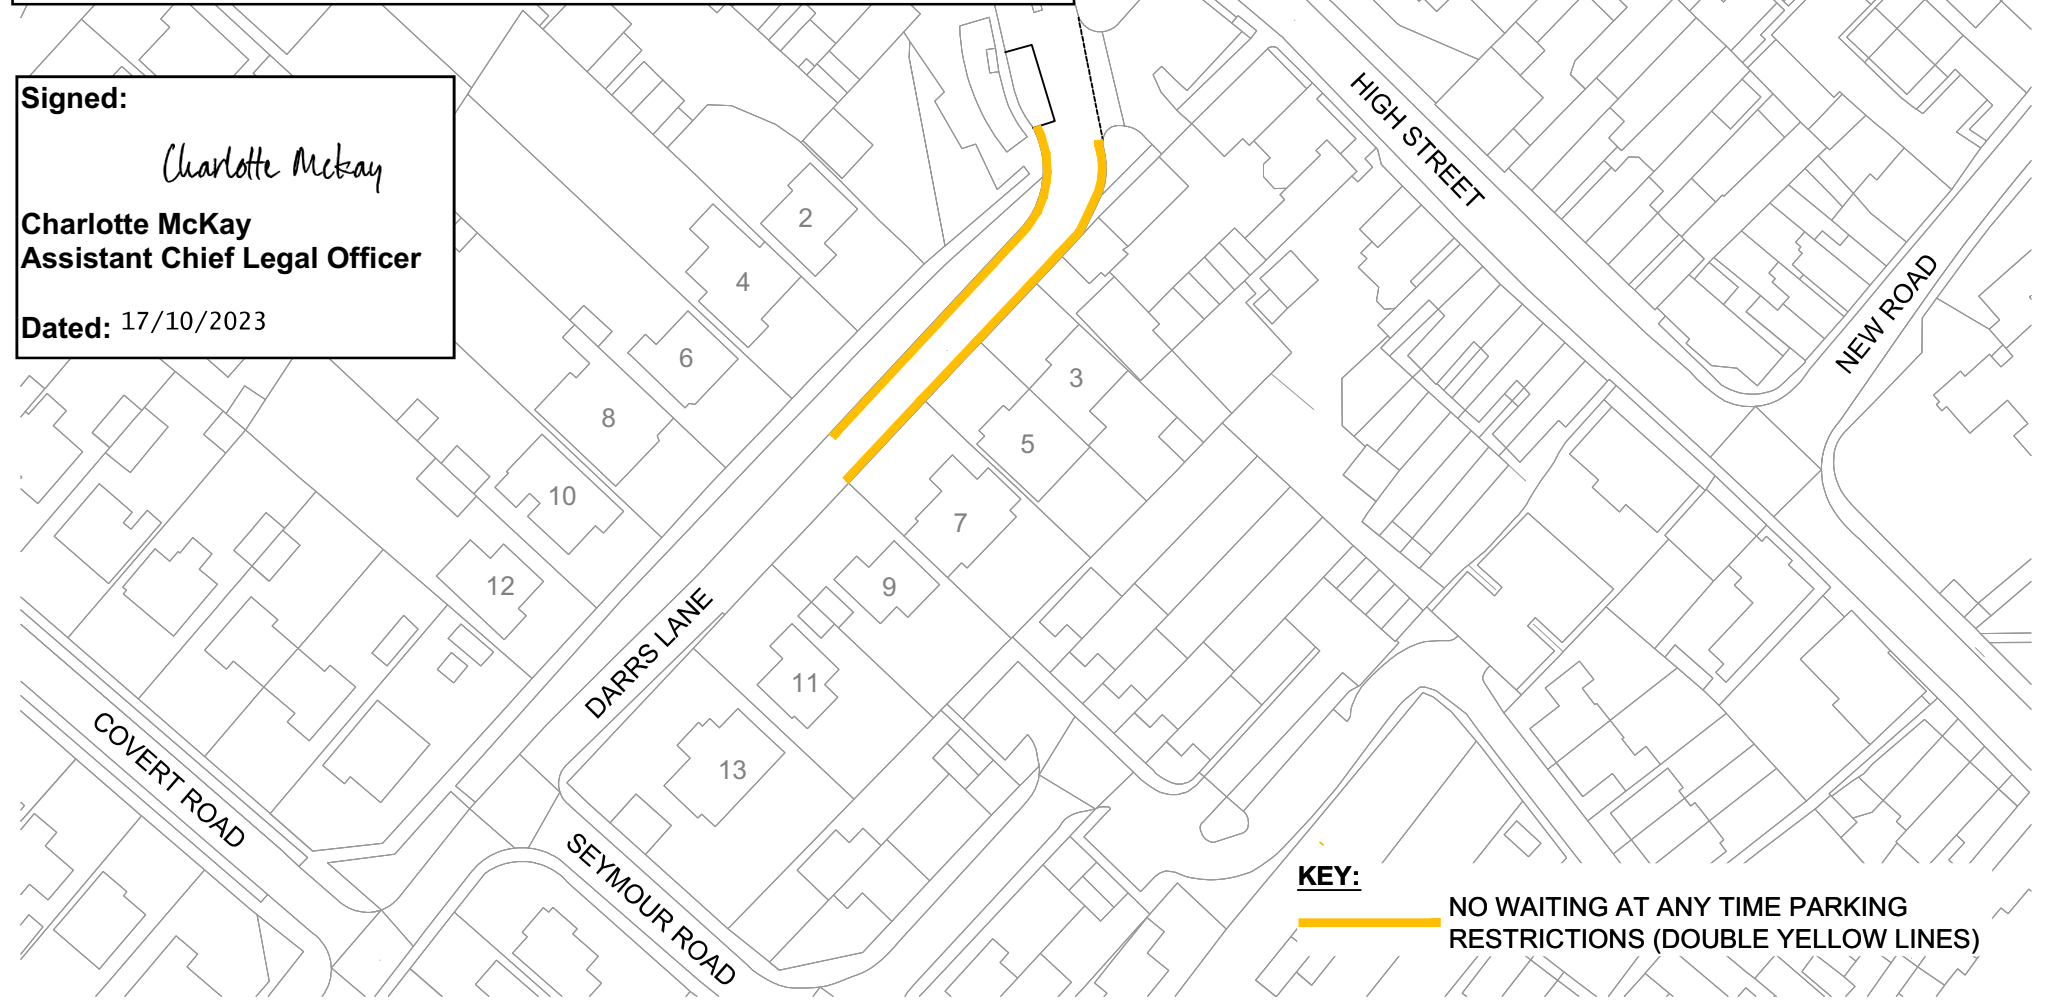 Signed:
Charlotte McKay
Charlotte McKay
Assistant Chief Legal Officer
Dated: 17/10/2023
HIGH STREET
NEW ROAD
2
4
6
8
10
12
3
5
7
9
11
13
DARRS LANE
COVERT ROAD
SEYMOUR ROAD
KEY:
NO WAITING AT ANY TIME PARKING
RESTRICTIONS (DOUBLE YELLOW LINES)